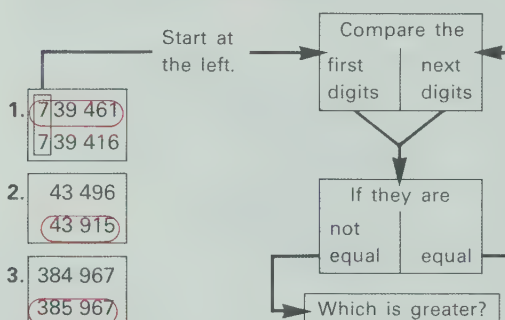 Start at
the left.
Compare the
first next
digits digits
1. 739 461
739 416
2. 43 496
43 915
3. 384 967
385 967
If they are
not
equal equal
Which is greater?